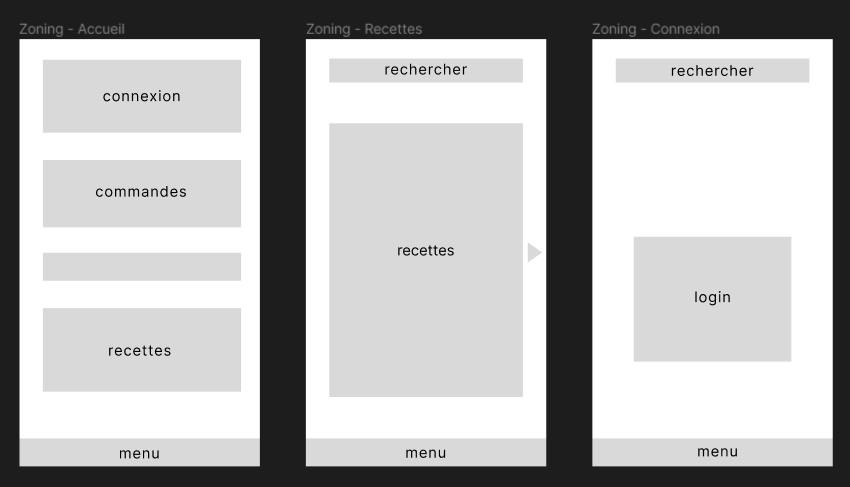 Zoning - Accueil
connexion
commandes
recettes
menu
Zoning - Recettes
rechercher
recettes
menu
Zoning - Connexion
rechercher
login
menu